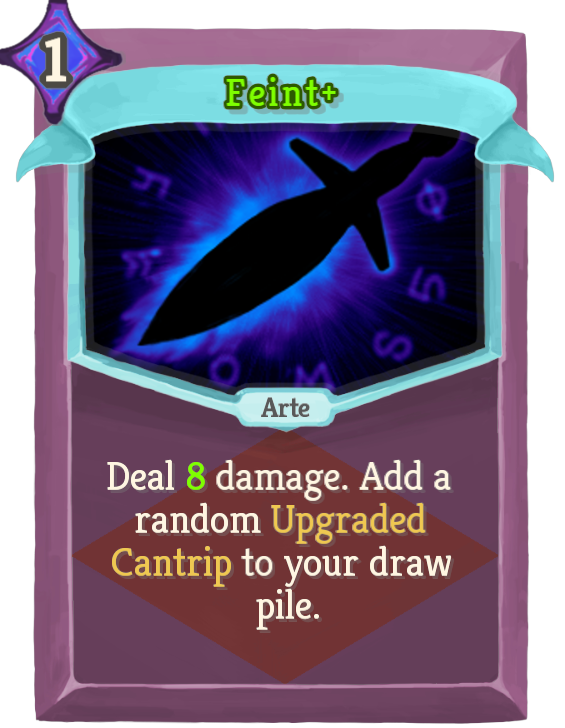 1
Feint+
Arte
Deal 8 damage. Add a
random Upgraded
Cantrip to your draw
pile.